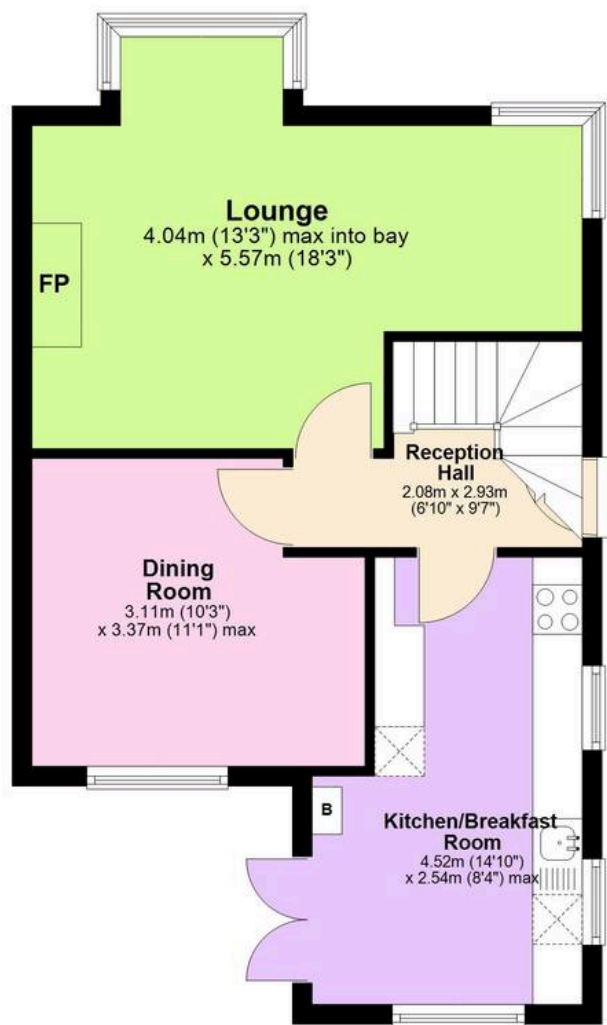 Lounge
4.04m (13'3") max into bay
x 5.57m (18'3")
FP
Reception
Hall
2.08m x 2.93m
(6'10" x 9'7")
Dining
Room
3.11m (10'3")
x 3.37m (11'1") max
B
Kitchen/Breakfast
Room
4.52m (14'10")
x 2.54m (8'4") max